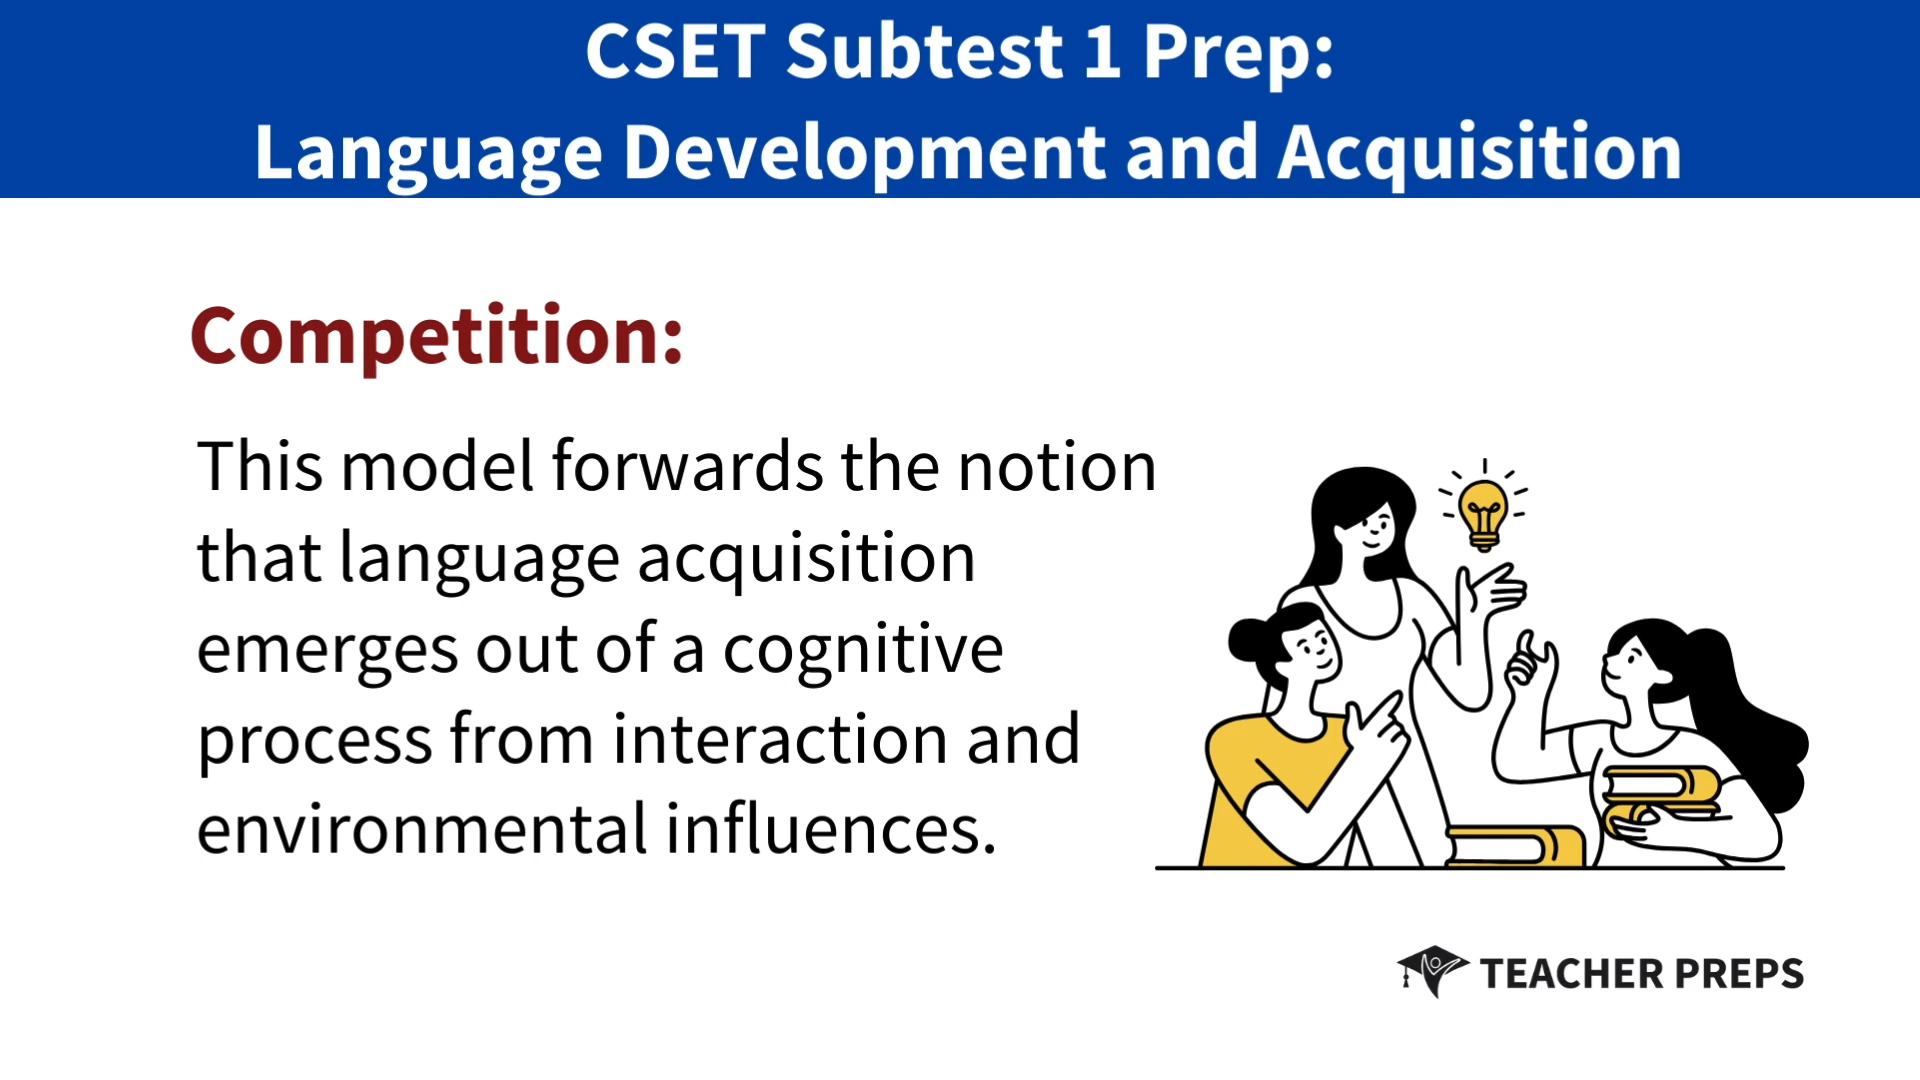 CSET Subtest 1 Prep:
Language Development and Acquisition
Competition:
This model forwards the notion
that language acquisition
emerges out of a cognitive
process from interaction and
environmental influences.
TEACHER PREPS